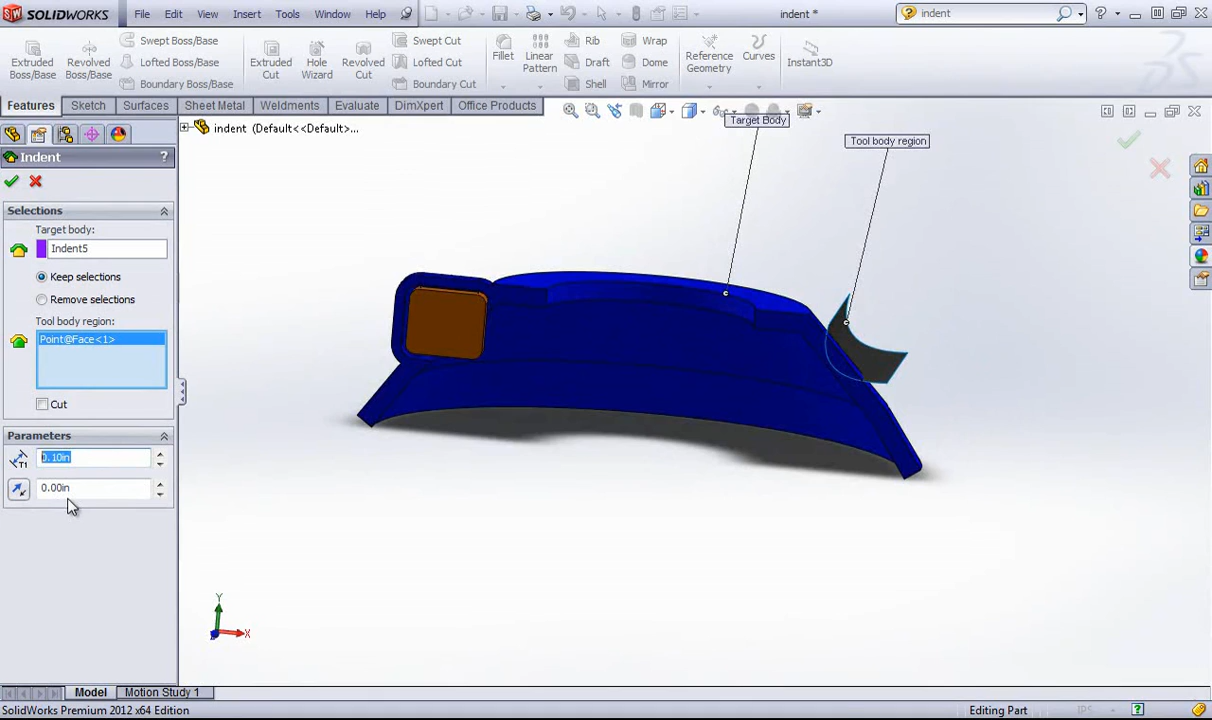 SOLIDWORKS File Edit View Insert Tools Window Help indent * indent
Extruded Boss/Base Revolved Boss/Base Swept Boss/Base Lofted Boss/Base Boundary Boss/Base Extruded Cut Hole Wizard Revolved Cut Swept Cut Lofted Cut Boundary Cut Fillet Linear Pattern Rib Draft Shell Wrap Dome Mirror Reference Geometry Curves Instant3D
Features Sketch Surfaces Sheet Metal Weldments Evaluate DimXpert Office Products
Target Body
indent (Default<<Default>...
Tool body region
Indent ?
Selections
Target body:
Indent5
Keep selections
Remove selections
Tool body region:
Point@Face<1>
Cut
Parameters
T1 0.10in
0.00in
Y
X
Model Motion Study 1
SolidWorks Premium 2012 x64 Edition Editing Part